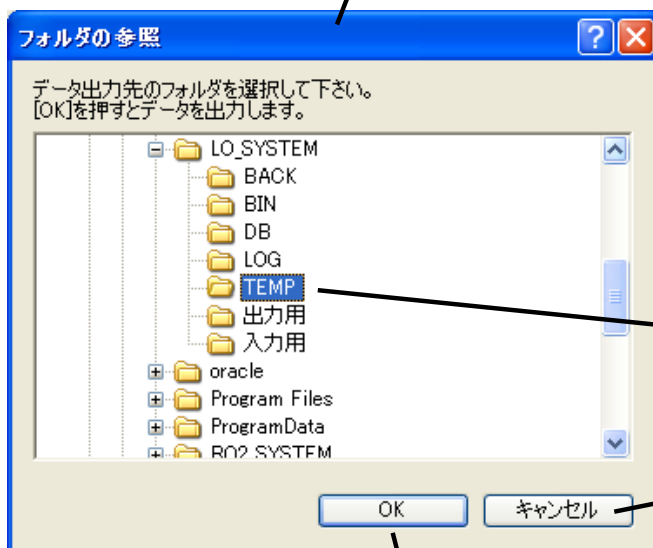 フォルダの参照
データ出力先のフォルダを選択して下さい。
[OK]を押すとデータを出力します。
LO_SYSTEM
BACK
BIN
DB
LOG
TEMP
出力用
入力用
oracle
Program Files
ProgramData
RO2 SYSTEM
OK
キャンセル